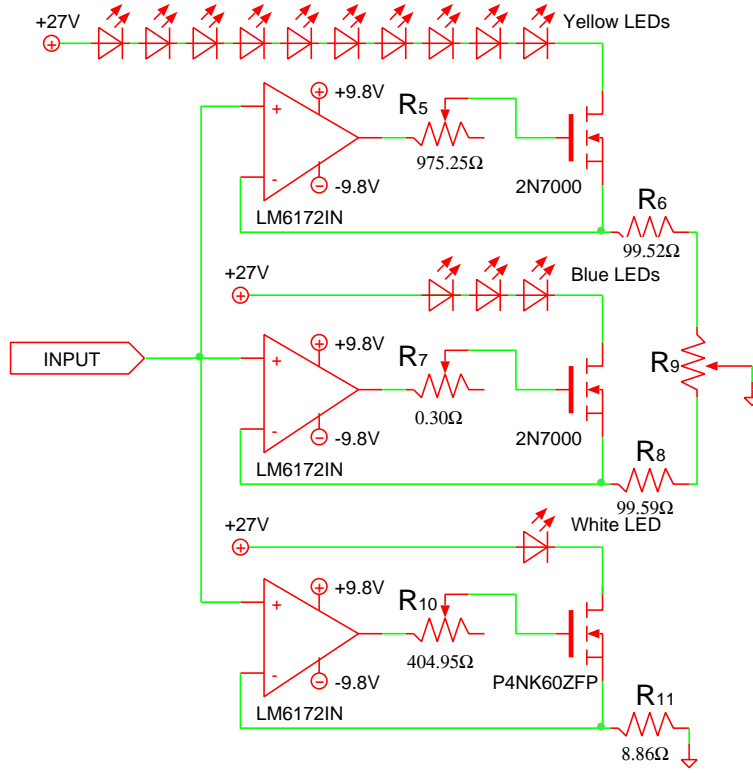 +27V
Yellow LEDs
+9.8V
R5
975.25Ω
-9.8V
2N7000
LM6172IN
R6
99.52Ω
+27V
Blue LEDs
INPUT
+9.8V
R7
R9
0.30Ω
-9.8V
2N7000
LM6172IN
R8
99.59Ω
+27V
White LED
+9.8V
R10
404.95Ω
-9.8V
P4NK60ZFP
LM6172IN
R11
8.86Ω